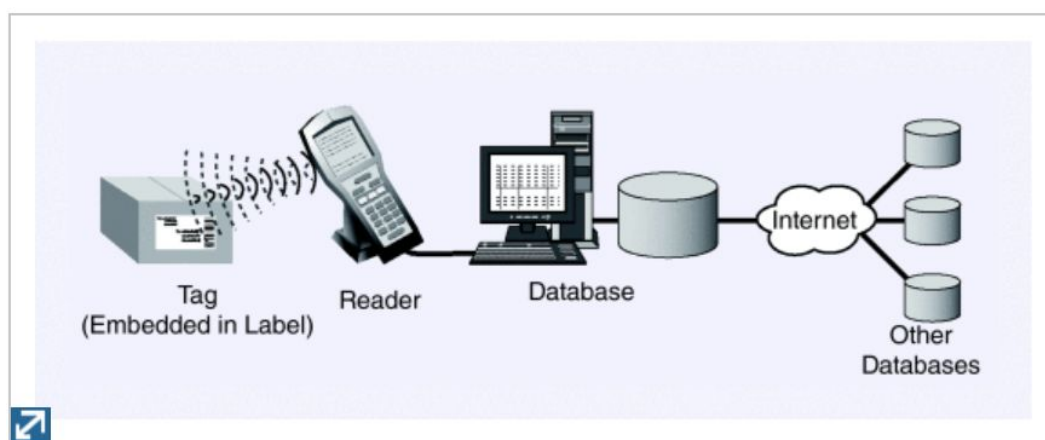 Tag
(Embedded in Label)
Reader
Database
Internet
Other
Databases